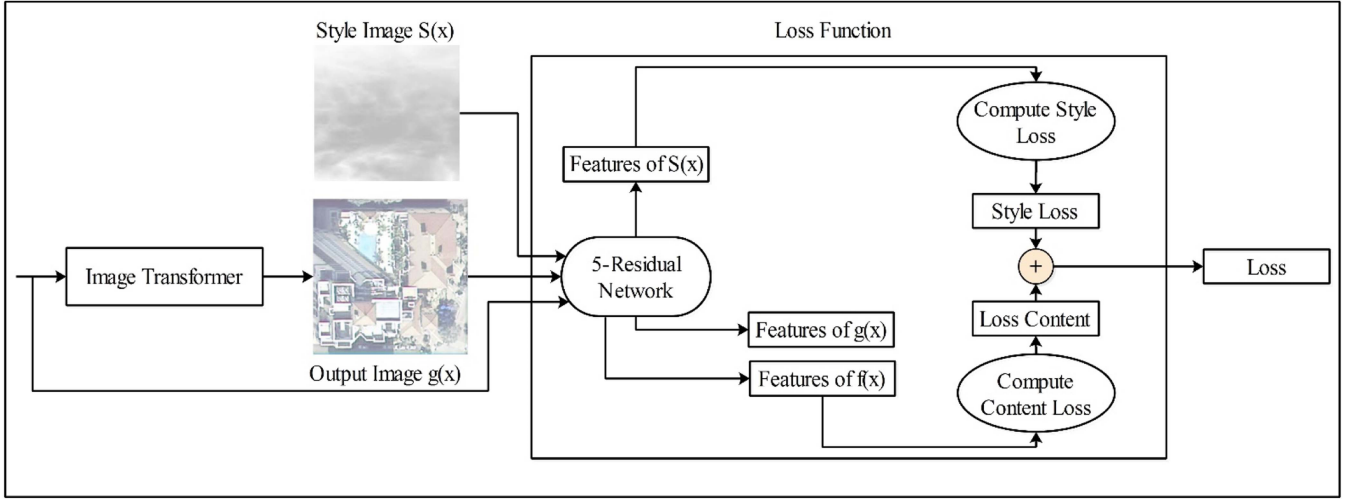 Style Image S(x)
Loss Function
Compute Style
Loss
Features of S(x)
Style Loss
Image Transformer
5-Residual
Network
+
Loss
Features of g(x)
Loss Content
Output Image g(x)
Features of f(x)
Compute
Content Loss